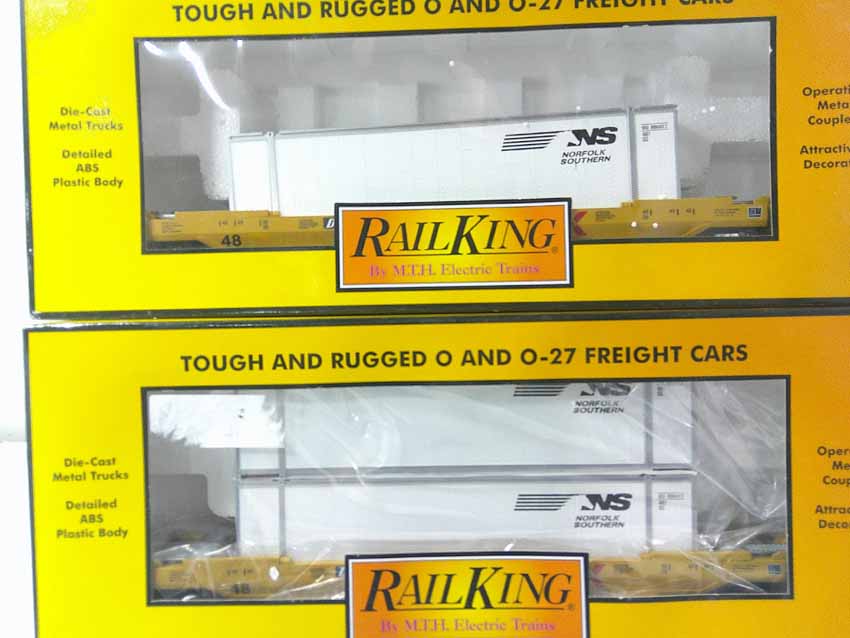 TOUGH AND RUGGED O AND O-27 FREIGHT CARS
Die-Cast
Metal Trucks
Detailed
ABS
Plastic Body
NS
NORFOLK
SOUTHERN
48
RAILKING®
By M.T.H. Electric Trains
TOUGH AND RUGGED O AND O-27 FREIGHT CARS
Die-Cast
Metal Trucks
Detailed
ABS
Plastic Body
NS
NORFOLK
SOUTHERN
NS
NORFOLK
SOUTHERN
48
RAILKING®
By M.T.H. Electric Trains